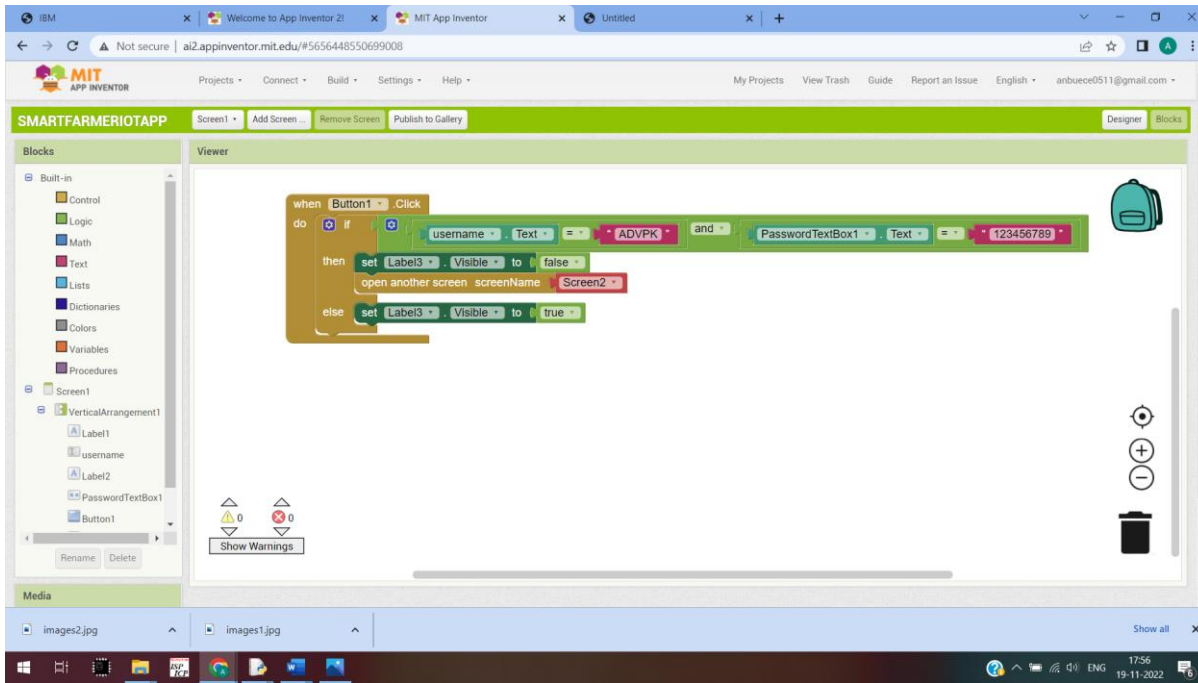 IBM
Welcome to App Inventor 2!
MIT App Inventor
Untitled
Not secure
ai2.appinventor.mit.edu/#5656448550699008
A
MIT
APP INVENTOR
Projects
Connect
Build
Settings
Help
My Projects
View Trash
Guide
Report an Issue
English
anbuece0511@gmail.com
SMARTFARMERIOTAPP
Screen1
Add Screen ...
Remove Screen
Publish to Gallery
Designer
Blocks
Blocks
Viewer
Built-in
Control
Logic
Math
Text
Lists
Dictionaries
Colors
Variables
Procedures
Screen1
VerticalArrangement1
Label1
username
Label2
PasswordTextBox1
Button1
Rename
Delete
Media
when Button1 .Click
do if username . Text = " ADVPK " and PasswordTextBox1 . Text = " 123456789 "
then set Label3 . Visible to false
open another screen screenName Screen2
else set Label3 . Visible to true
0 0
Show Warnings
images2.jpg
images1.jpg
Show all
ISP
ICP
ENG
17:56
19-11-2022
6